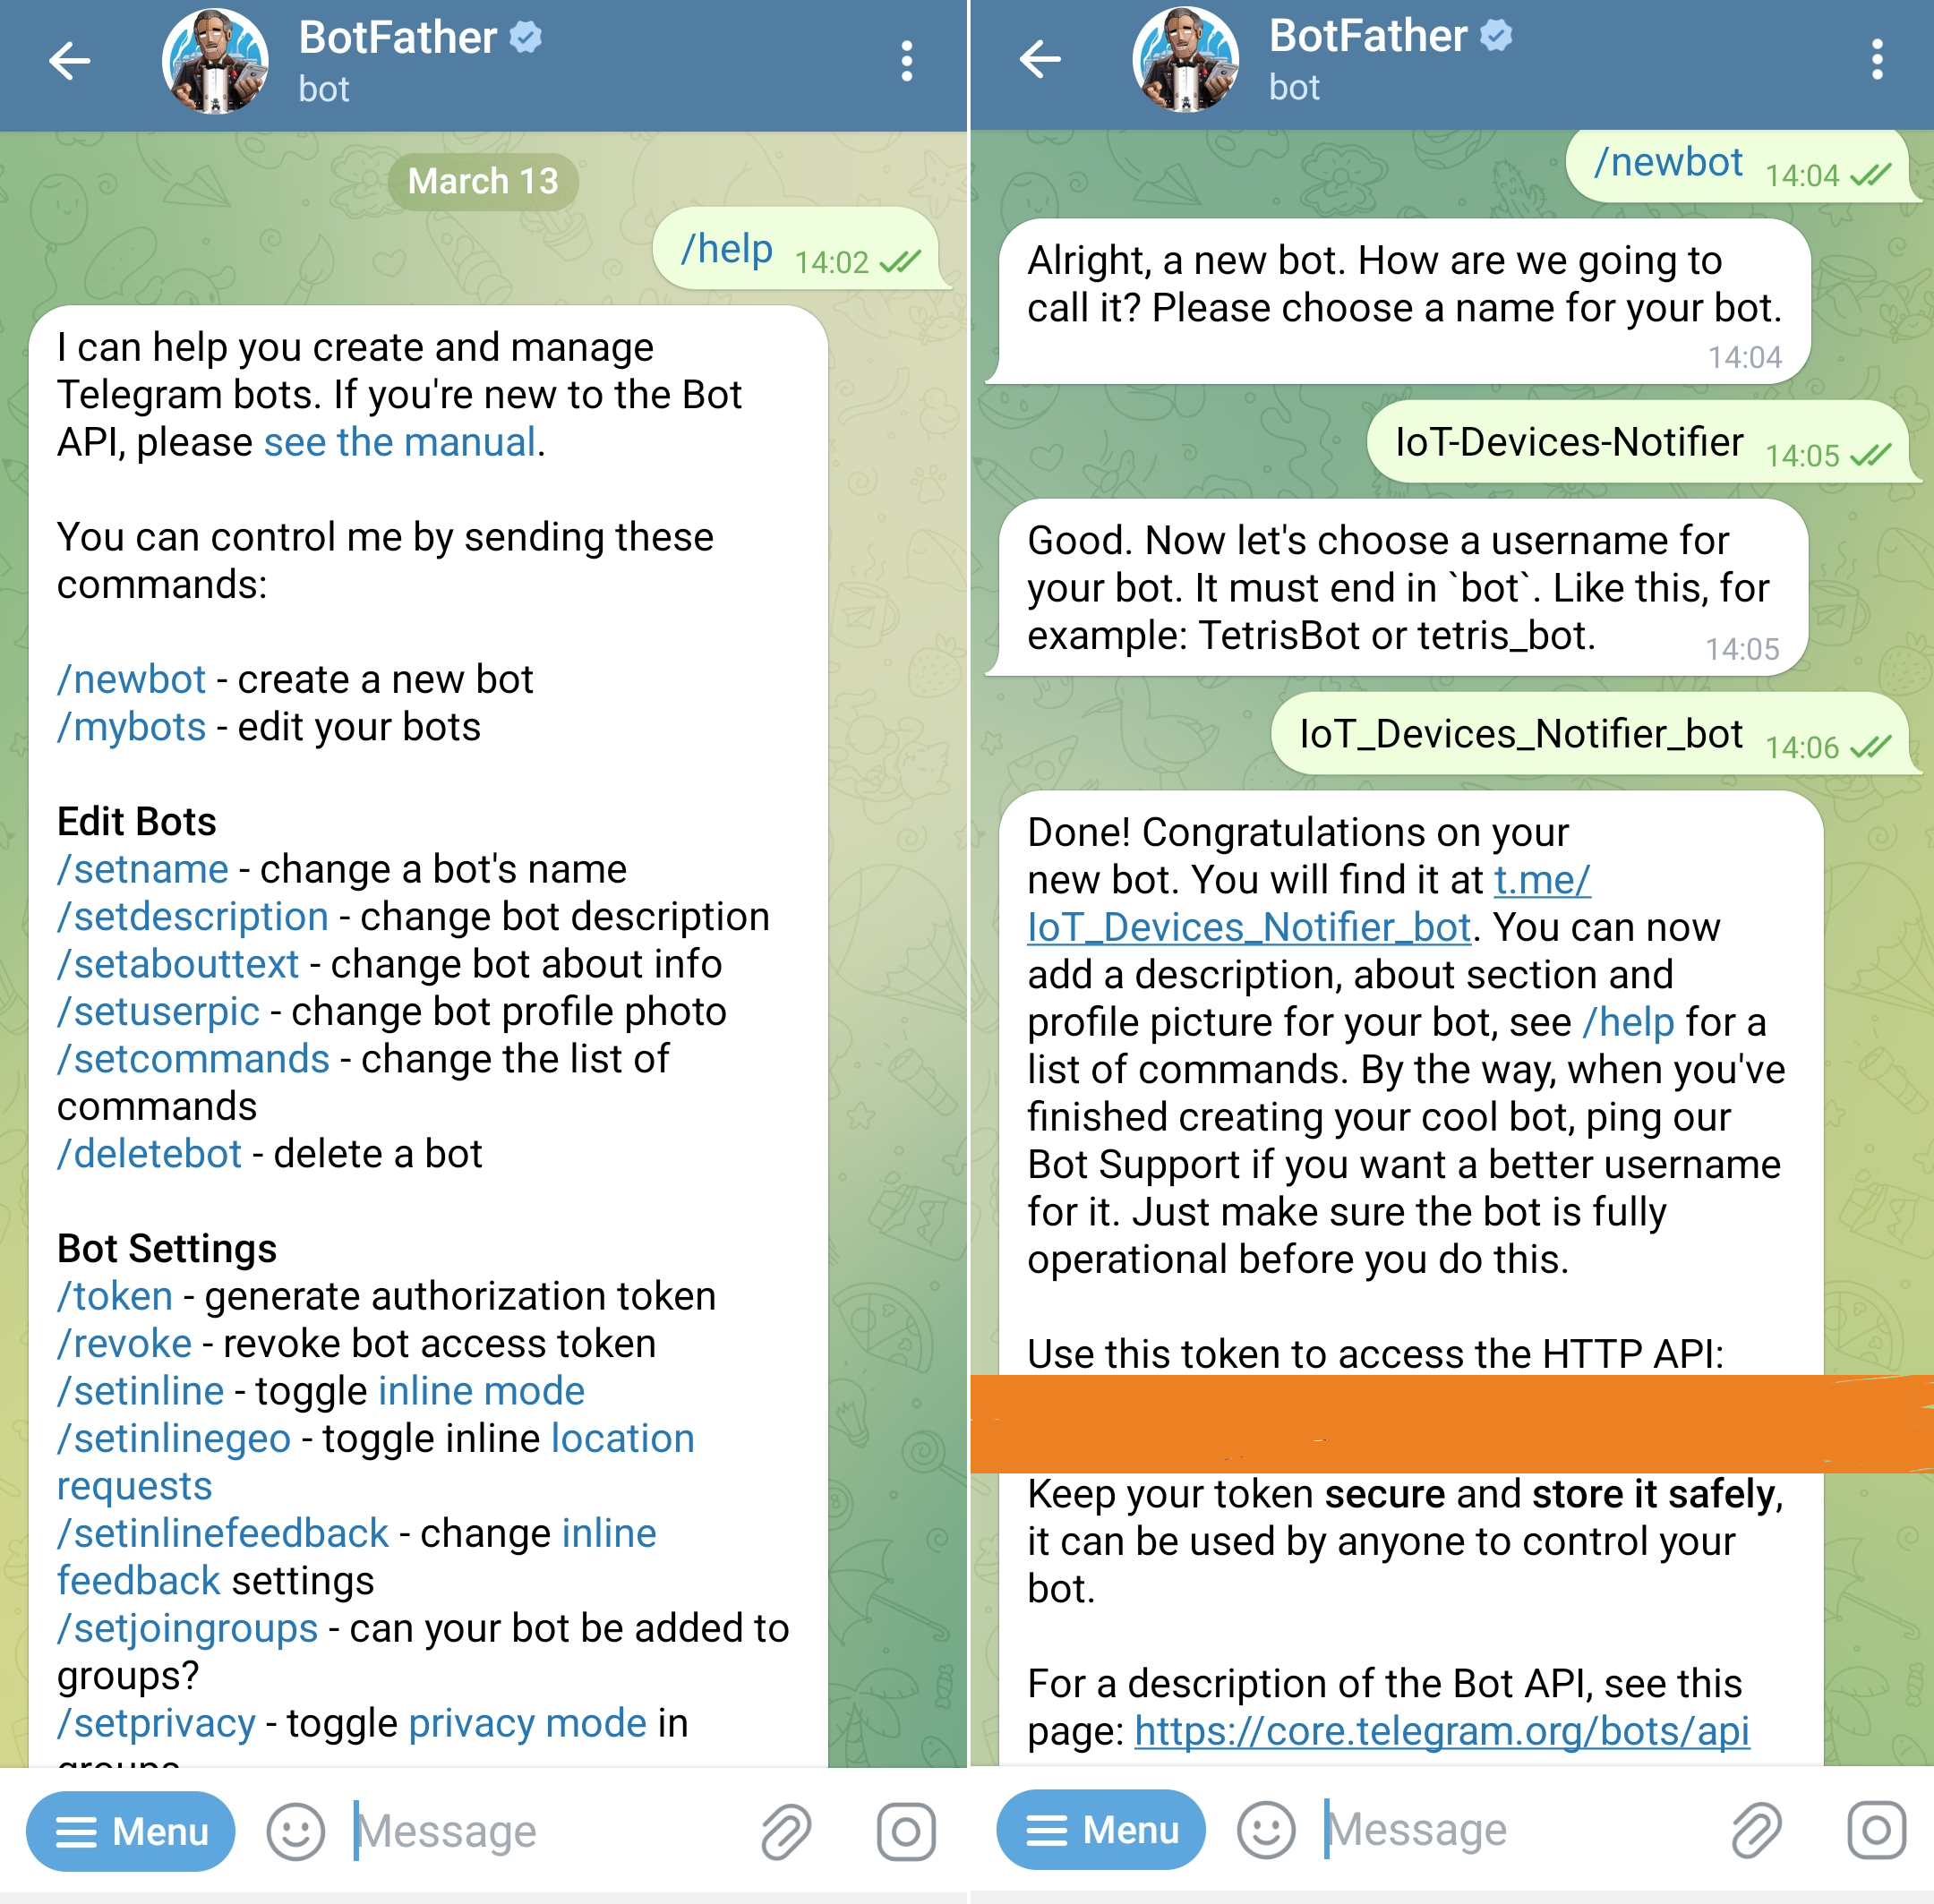 BotFather
bot
March 13
/help 14:02
I can help you create and manage
Telegram bots. If you're new to the Bot
API, please see the manual.
You can control me by sending these
commands:
/newbot - create a new bot
/mybots - edit your bots
Edit Bots
/setname - change a bot's name
/setdescription - change bot description
/setabouttext - change bot about info
/setuserpic - change bot profile photo
/setcommands - change the list of
commands
/deletebot - delete a bot
Bot Settings
/token - generate authorization token
/revoke - revoke bot access token
/setinline - toggle inline mode
/setinlinegeo - toggle inline location
requests
/setinlinefeedback - change inline
feedback settings
/setjoingroups - can your bot be added to
groups?
/setprivacy - toggle privacy mode in
groups
Menu Message
BotFather
bot
/newbot 14:04
Alright, a new bot. How are we going to
call it? Please choose a name for your bot.
14:04
IoT-Devices-Notifier 14:05
Good. Now let's choose a username for
your bot. It must end in `bot`. Like this, for
example: TetrisBot or tetris_bot. 14:05
IoT_Devices_Notifier_bot 14:06
Done! Congratulations on your
new bot. You will find it at t.me/
IoT_Devices_Notifier_bot. You can now
add a description, about section and
profile picture for your bot, see /help for a
list of commands. By the way, when you've
finished creating your cool bot, ping our
Bot Support if you want a better username
for it. Just make sure the bot is fully
operational before you do this.
Use this token to access the HTTP API:
Keep your token secure and store it safely,
it can be used by anyone to control your
bot.
For a description of the Bot API, see this
page: https://core.telegram.org/bots/api
Menu Message